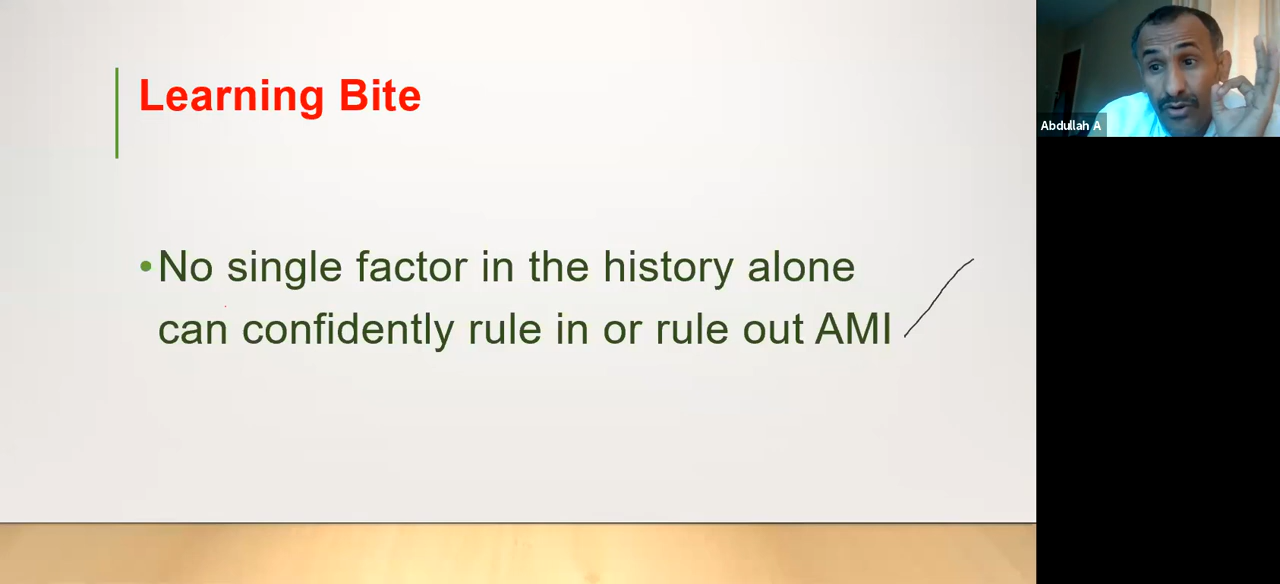 Learning Bite
•No single factor in the history alone
can confidently rule in or rule out AMI
Abdullah A